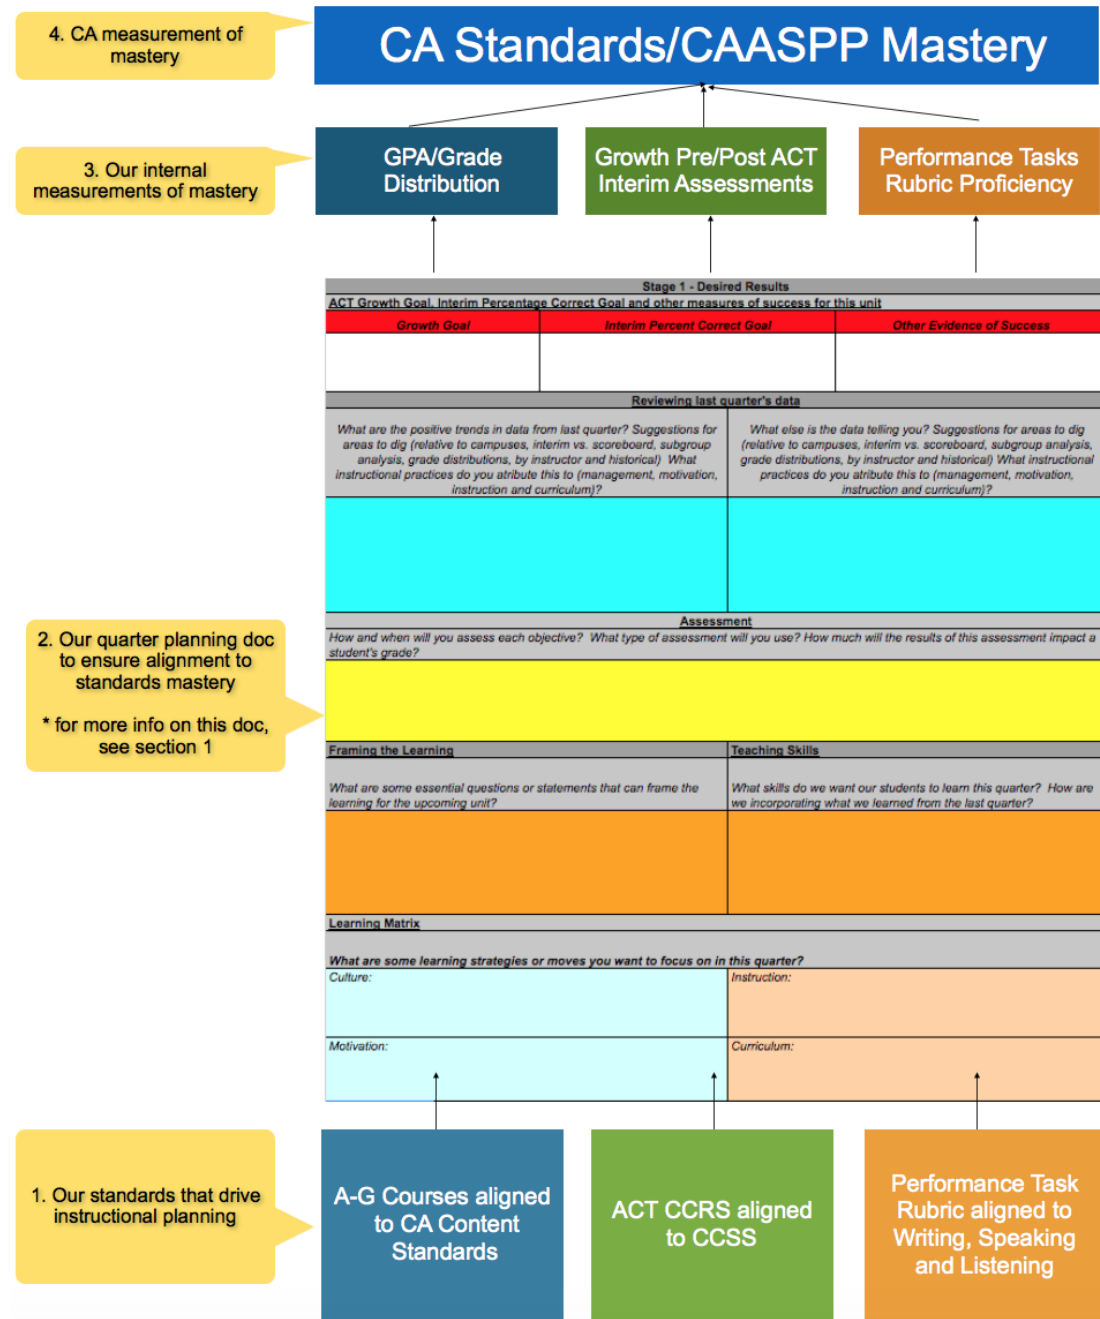 4. CA measurement of
mastery
CA Standards/CAASPP Mastery
3. Our internal
measurements of mastery
GPA/Grade
Distribution
Growth Pre/Post ACT
Interim Assessments
Performance Tasks
Rubric Proficiency
Stage 1 - Desired Results
ACT Growth Goal, Interim Percentage Correct Goal and other measures of success for this unit
Growth Goal
Interim Percent Correct Goal
Other Evidence of Success
Reviewing last quarter's data
What are the positive trends in data from last quarter? Suggestions for
areas to dig (relative to campuses, interim vs. scoreboard, subgroup
analysis, grade distributions, by instructor and historical)  What
instructional practices do you atribute this to (management, motivation,
instruction and curriculum)?
What else is the data telling you? Suggestions for areas to dig
(relative to campuses, interim vs. scoreboard, subgroup analysis,
grade distributions, by instructor and historical) What instructional
practices do you atribute this to (management, motivation,
instruction and curriculum)?
2. Our quarter planning doc
to ensure alignment to
standards mastery
* for more info on this doc,
see section 1
Assessment
How and when will you assess each objective?  What type of assessment will you use? How much will the results of this assessment impact a
student's grade?
Framing the Learning
What are some essential questions or statements that can frame the
learning for the upcoming unit?
Teaching Skills
What skills do we want our students to learn this quarter?  How are
we incorporating what we learned from the last quarter?
Learning Matrix
What are some learning strategies or moves you want to focus on in this quarter?
Culture:
Instruction:
Motivation:
Curriculum:
1. Our standards that drive
instructional planning
A-G Courses aligned
to CA Content
Standards
ACT CCRS aligned
to CCSS
Performance Task
Rubric aligned to
Writing, Speaking
and Listening